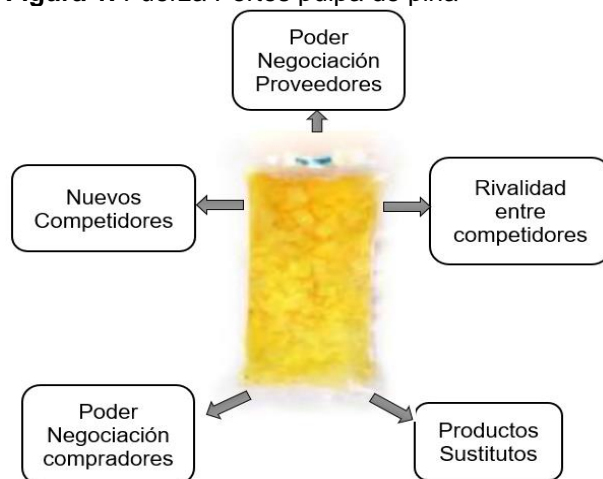 Poder
Negociación
Proveedores
Nuevos
Competidores
Rivalidad
entre
competidores
Poder
Negociación
compradores
Productos
Sustitutos